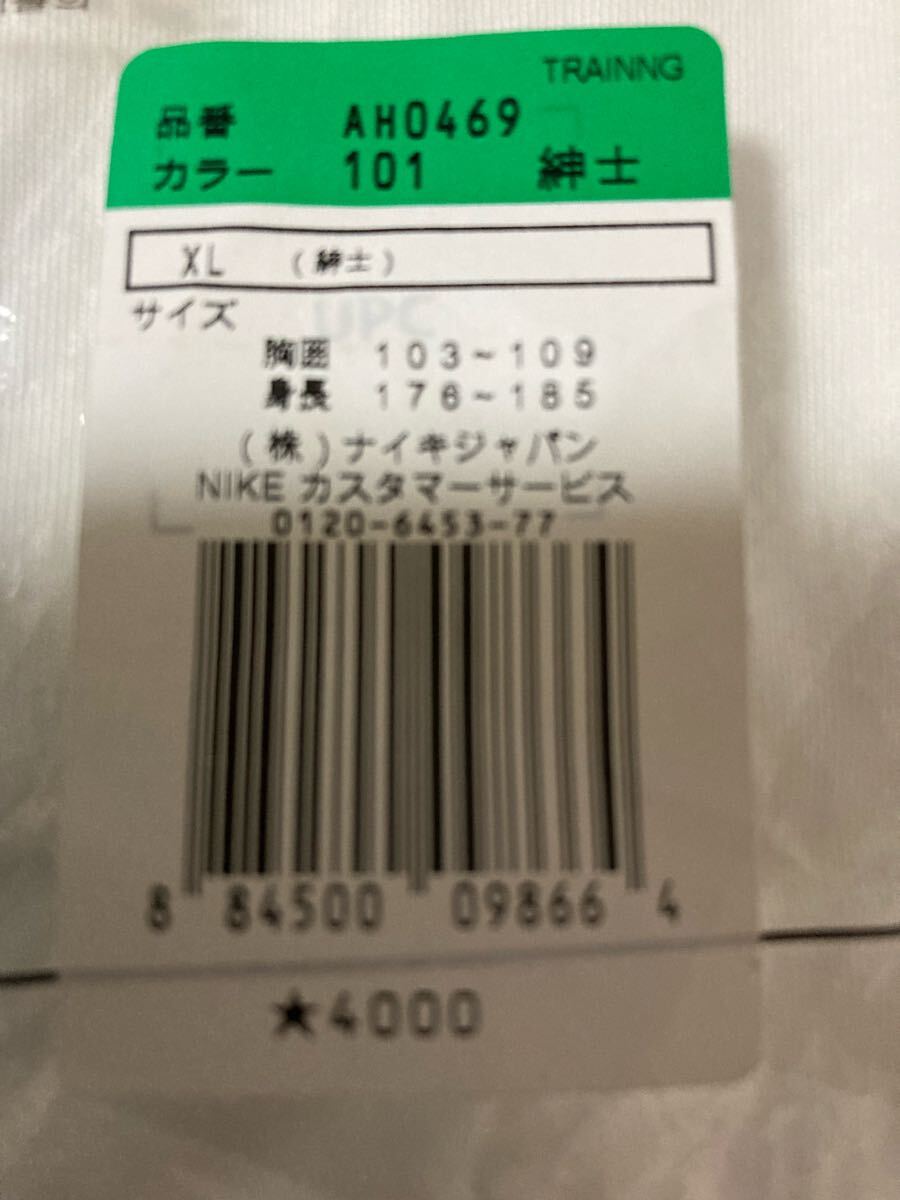 TRAINNG
品番 AH0469
カラー 101 紳士
XL (紳士)
サイズ
UPC
胸囲 103~109
身長 176~185
(株)ナイキジャパン
NIKE カスタマーサービス
0120-6453-77
8 84500 09866 4
★4000